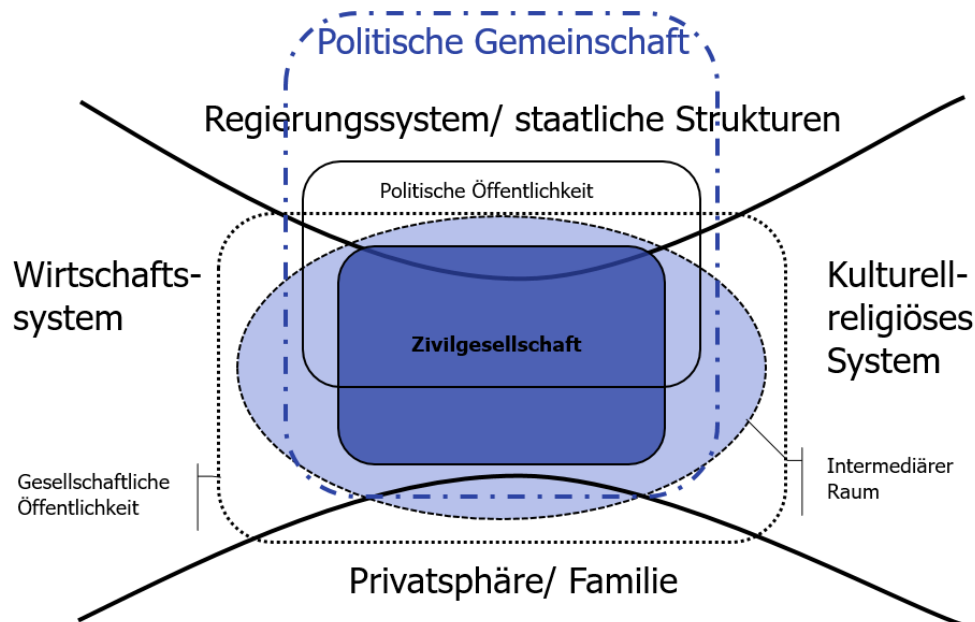 Politische Gemeinschaft
Regierungssystem/ staatliche Strukturen
Politische Öffentlichkeit
Wirtschafts-
system
Kulturell-
religiöses
System
Zivilgesellschaft
Gesellschaftliche
Öffentlichkeit
Intermediärer
Raum
Privatsphäre/ Familie